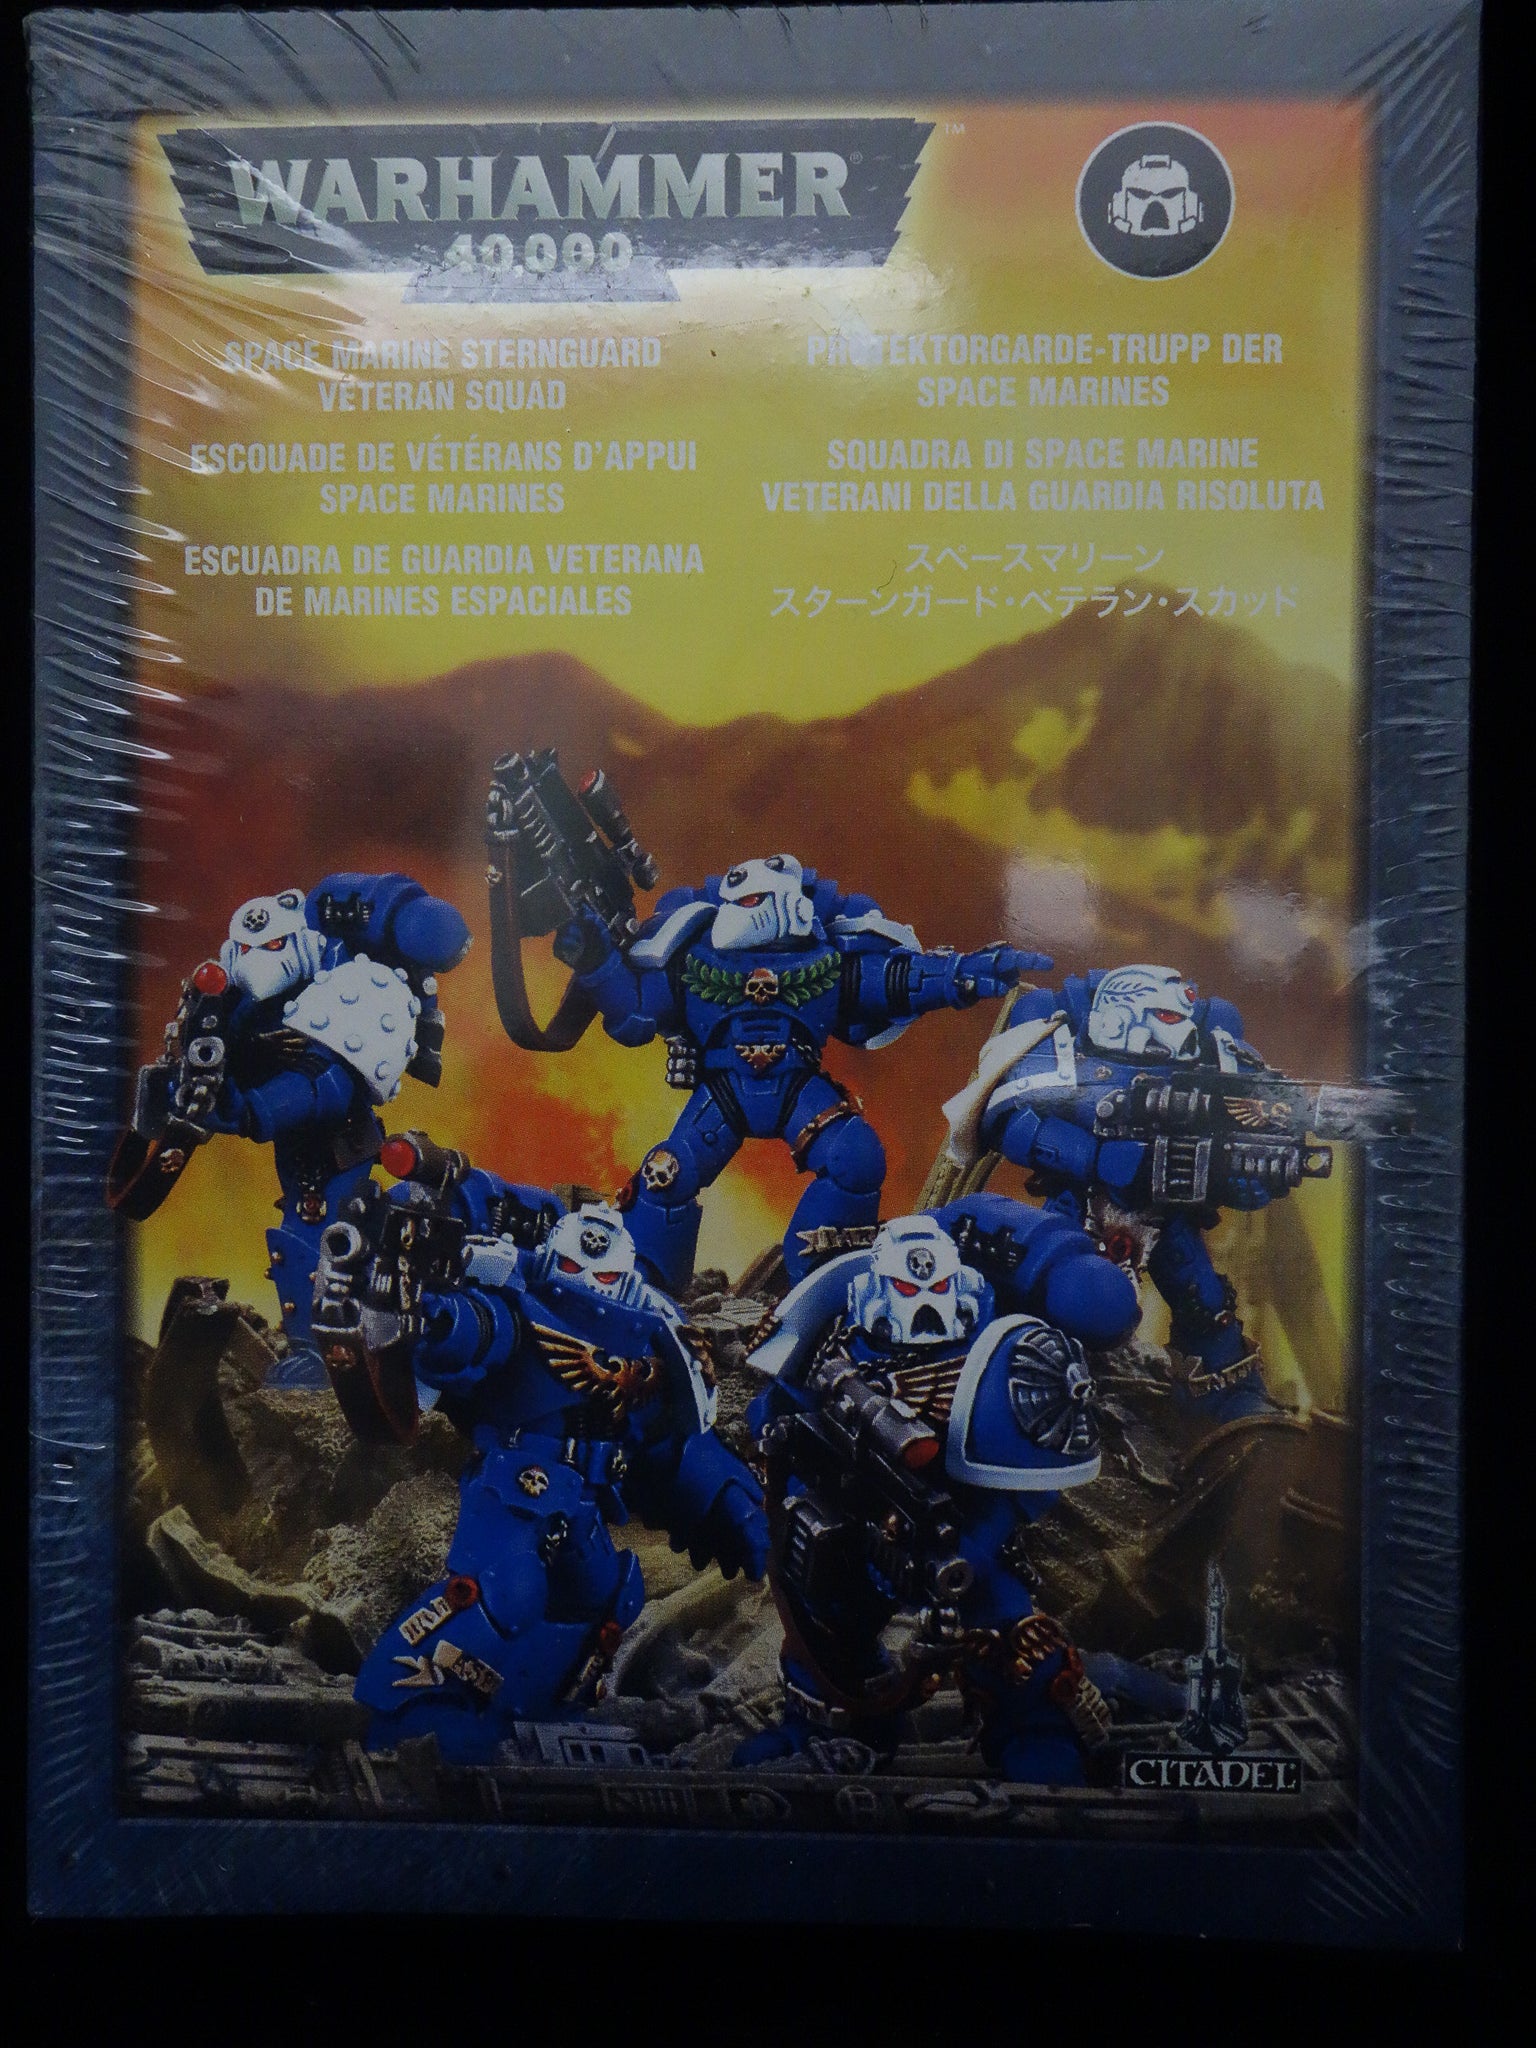 WARHAMMER® ™
40,000
SPACE MARINE STERNGUARD
VETERAN SQUAD
ESCOUADE DE VÉTÉRANS D'APPUI
SPACE MARINES
ESCUADRA DE GUARDIA VETERANA
DE MARINES ESPACIALES
PROTEKTORGARDE-TRUPP DER
SPACE MARINES
SQUADRA DI SPACE MARINE
VETERANI DELLA GUARDIA RISOLUTA
スペースマリーン
スターンガード・ベテラン・スカッド
CITADEL